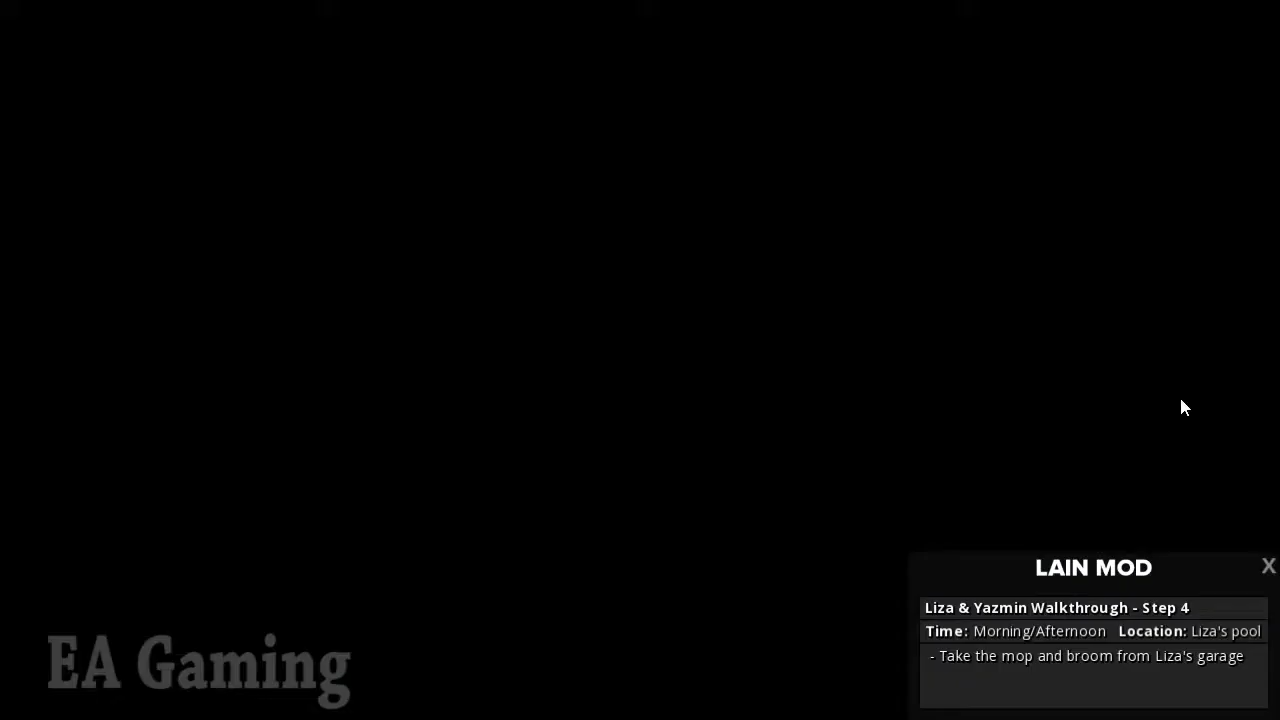 LAIN MOD X
Liza & Yazmin Walkthrough - Step 4
Time: Morning/Afternoon Location: Liza's pool
- Take the mop and broom from Liza's garage
EA Gaming